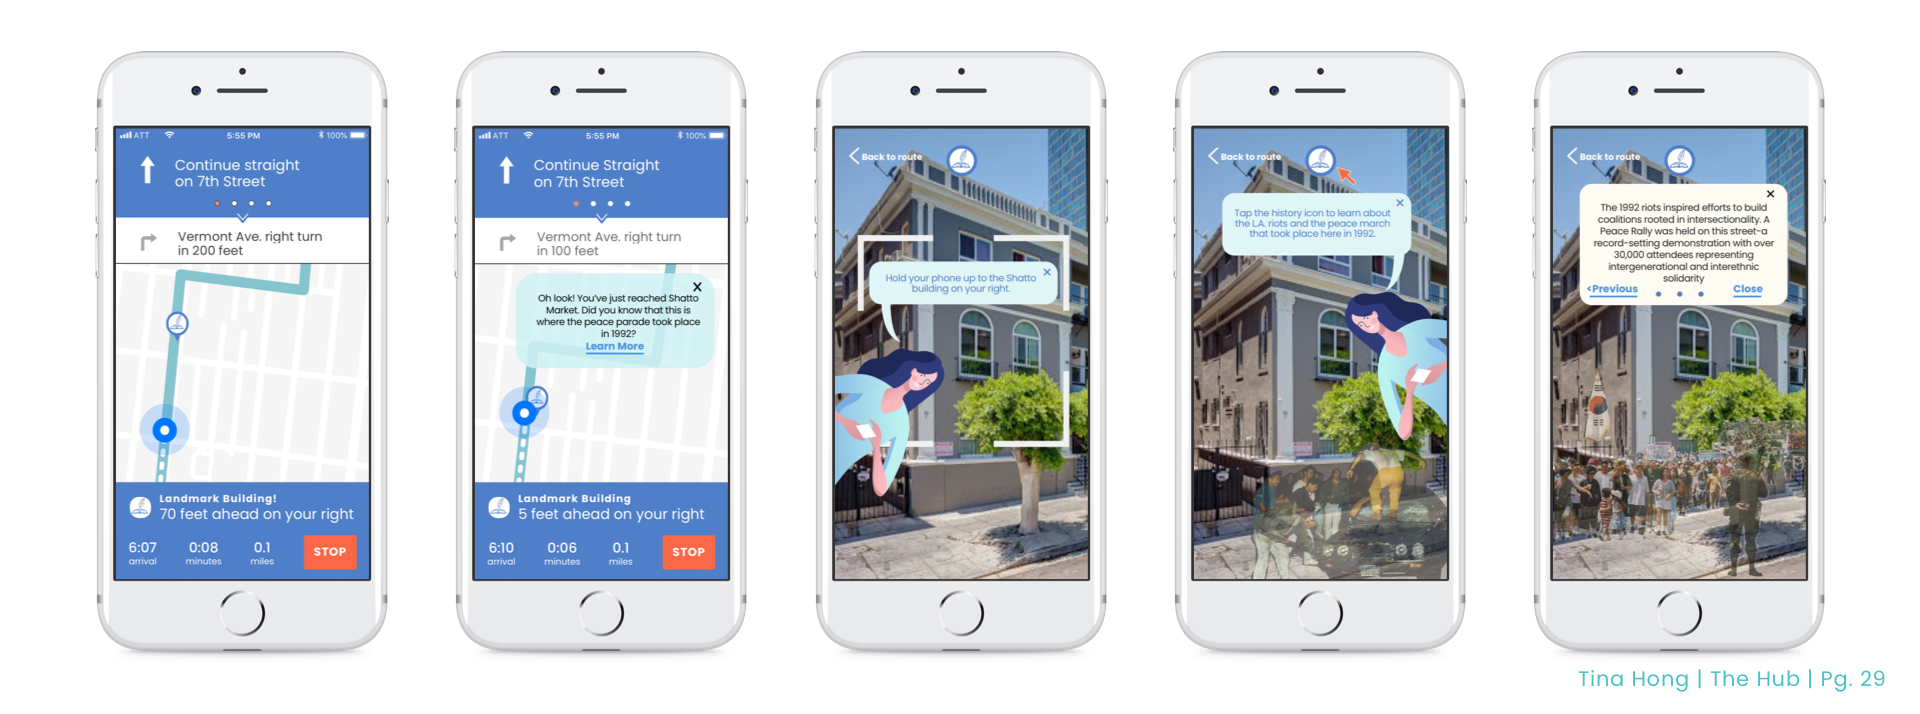 ATT 5:55 PM 100%
Continue straight
on 7th Street
Vermont Ave. right turn
in 200 feet
Landmark Building!
70 feet ahead on your right
6:07 0:08 0.1
arrival minutes miles
STOP
ATT 5:55 PM 100%
Continue Straight
on 7th Street
Vermont Ave. right turn
in 100 feet
X
Oh look! You've just reached Shatto
Market. Did you know that this is
where the peace parade took place
in 1992?
Learn More
Landmark Building
5 feet ahead on your right
6:10 0:06 0.1
arrival minutes miles
STOP
Back to route
Hold your phone up to the Shatto
building on your right.
Back to route
Tap the history icon to learn about
the L.A. riots and the peace march
that took place here in 1992.
Back to route
The 1992 riots inspired efforts to build
coalitions rooted in intersectionality. A
Peace Rally was held on this street-a
record-setting demonstration with over
30,000 attendees representing
intergenerational and interethnic
solidarity
<Previous Close
Tina Hong | The Hub | Pg. 29